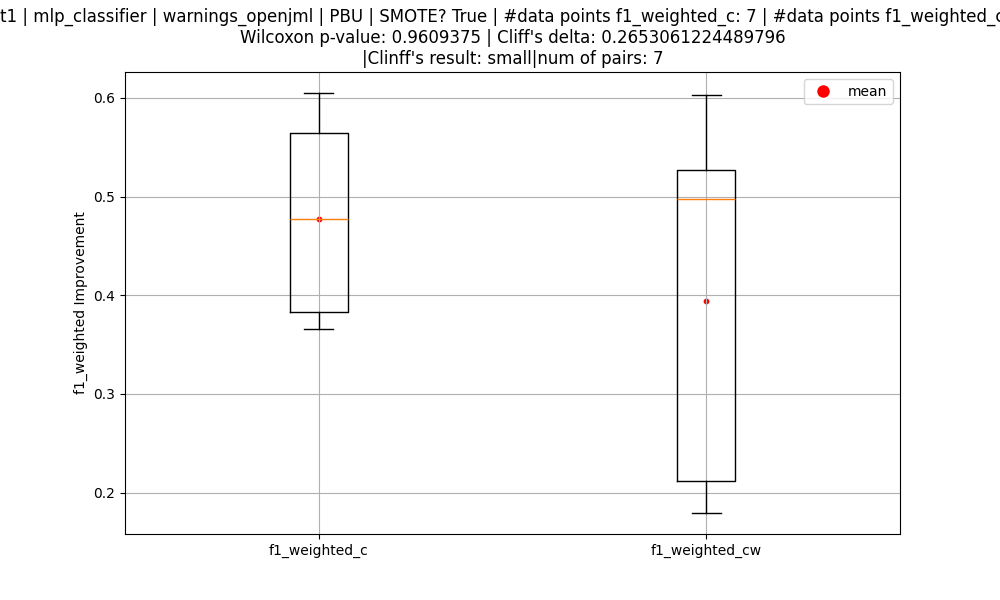 t1 | mlp_classifier | warnings_openjml | PBU | SMOTE? True | #data points f1_weighted_c: 7 | #data points f1_weighted_c
Wilcoxon p-value: 0.9609375 | Cliff's delta: 0.2653061224489796
|Clinff's result: small|num of pairs: 7
mean
0.6
0.5
0.4
0.3
0.2
f1_weighted Improvement
f1_weighted_c
f1_weighted_cw